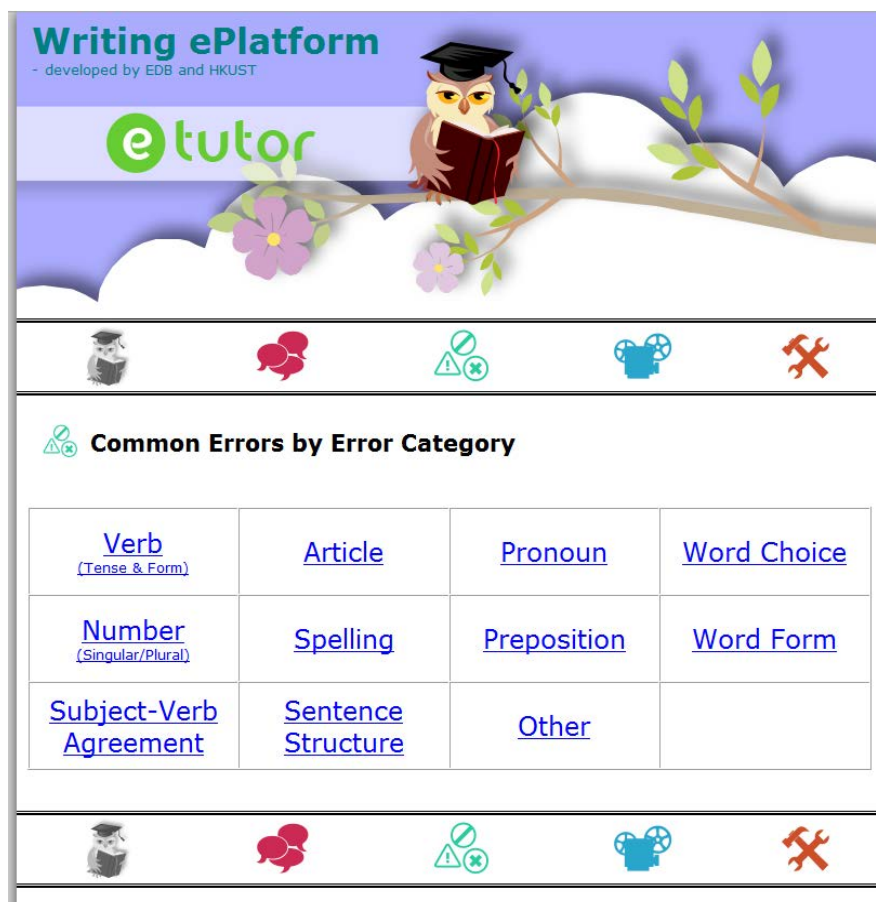 Writing ePlatform
- developed by EDB and HKUST
etutor
Common Errors by Error Category
Verb
(Tense & Form)
Article
Pronoun
Word Choice
Number
(Singular/Plural)
Spelling
Preposition
Word Form
Subject-Verb
Agreement
Sentence
Structure
Other